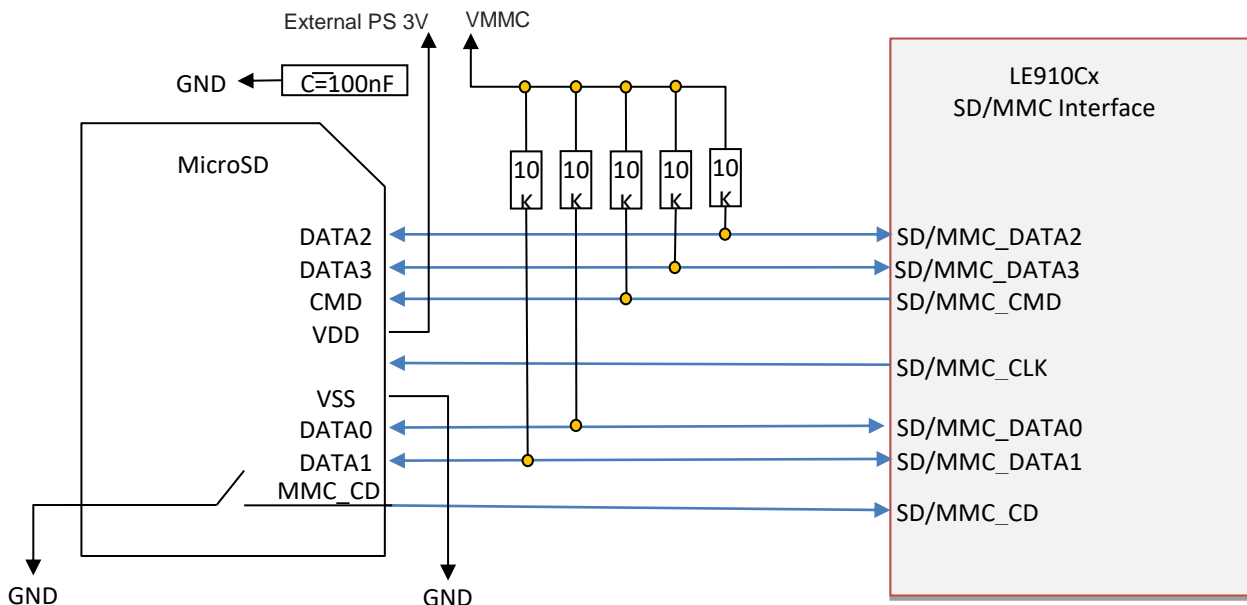 External PS 3V
VMMC
GND
C=100nF
LE910Cx
SD/MMC Interface
MicroSD
10
K
10
K
10
K
10
K
10
K
DATA2
SD/MMC_DATA2
DATA3
SD/MMC_DATA3
CMD
SD/MMC_CMD
VDD
SD/MMC_CLK
VSS
DATA0
SD/MMC_DATA0
DATA1
SD/MMC_DATA1
MMC_CD
SD/MMC_CD
GND
GND